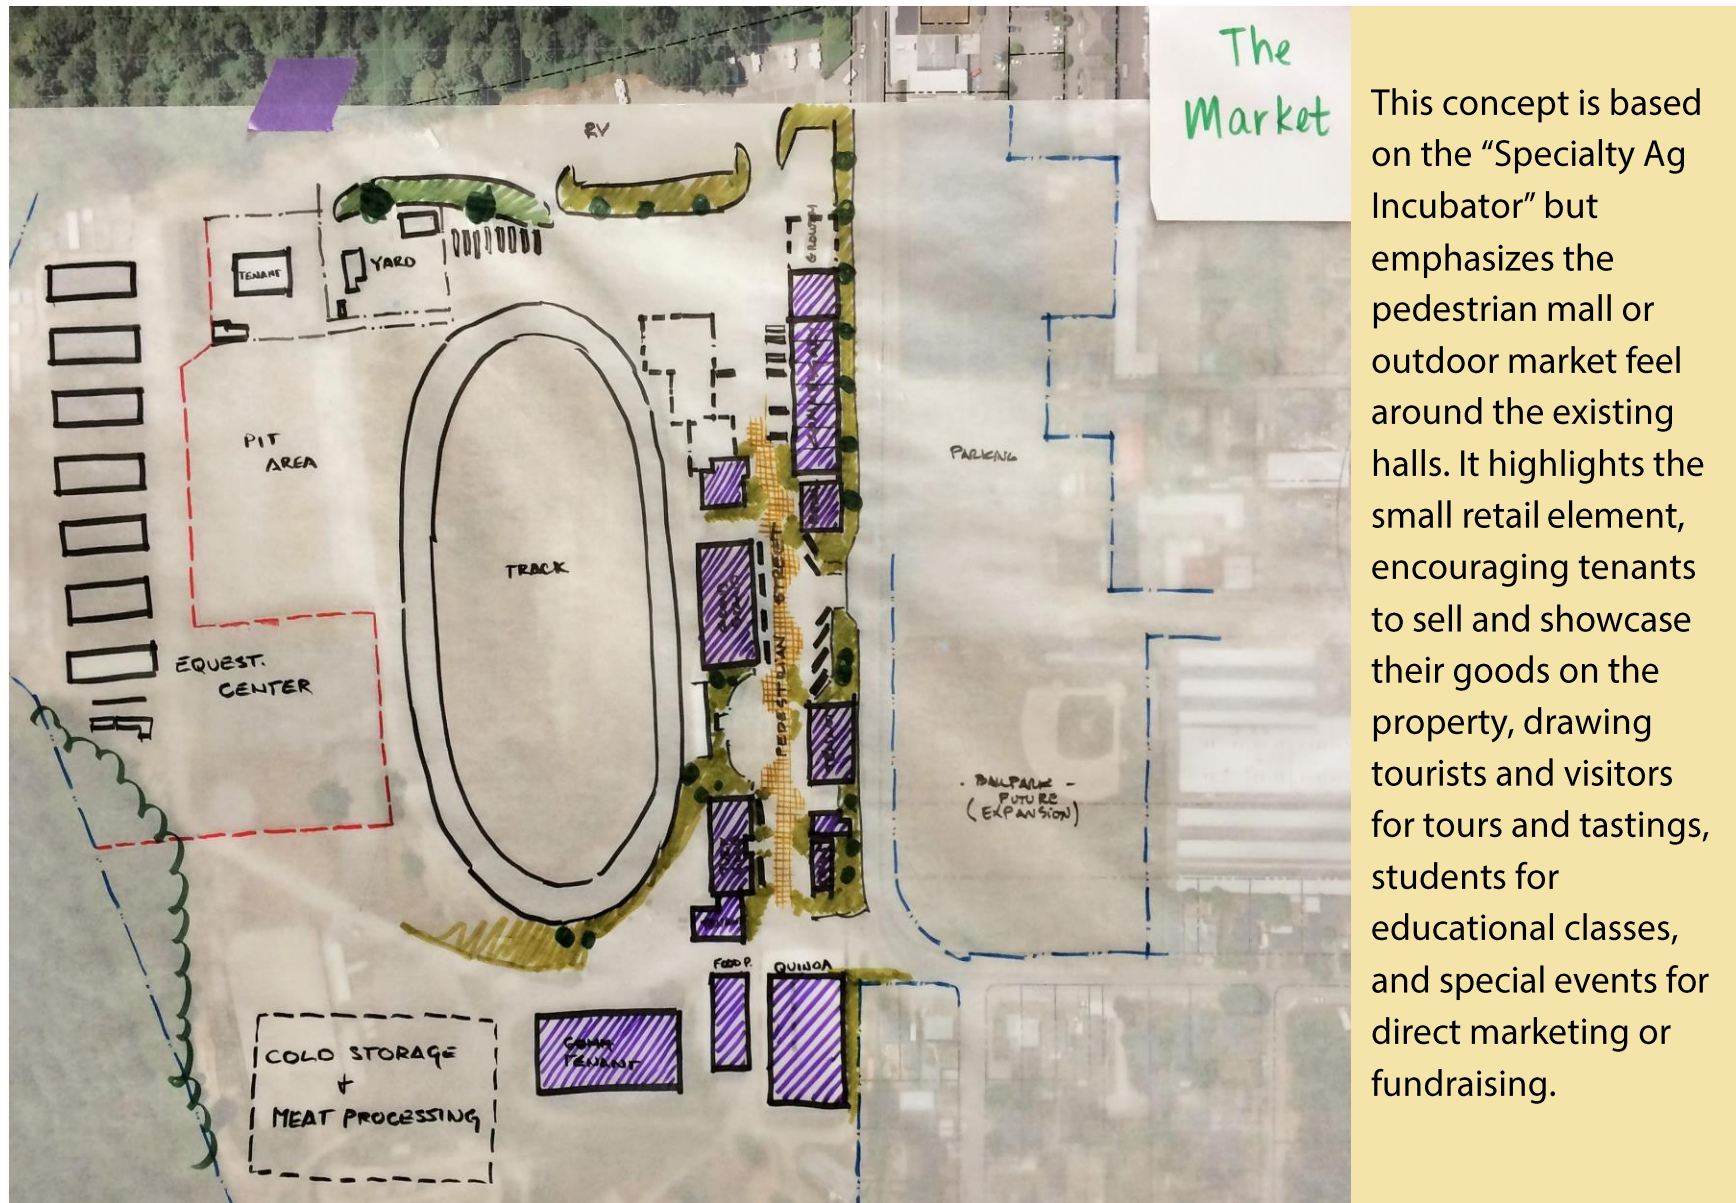 The
Market
RV
GROWTH
TENANT
YARD
PIT
AREA
PARKING
TRACK
PEDESTRIAN STREET
EQUEST.
CENTER
- BALLPARK -
FUTURE
(EXPANSION)
FOOD P.
QUINOA
COMM.
TENANT
COLD STORAGE
+
MEAT PROCESSING
This concept is based
on the “Specialty Ag
Incubator” but
emphasizes the
pedestrian mall or
outdoor market feel
around the existing
halls. It highlights the
small retail element,
encouraging tenants
to sell and showcase
their goods on the
property, drawing
tourists and visitors
for tours and tastings,
students for
educational classes,
and special events for
direct marketing or
fundraising.